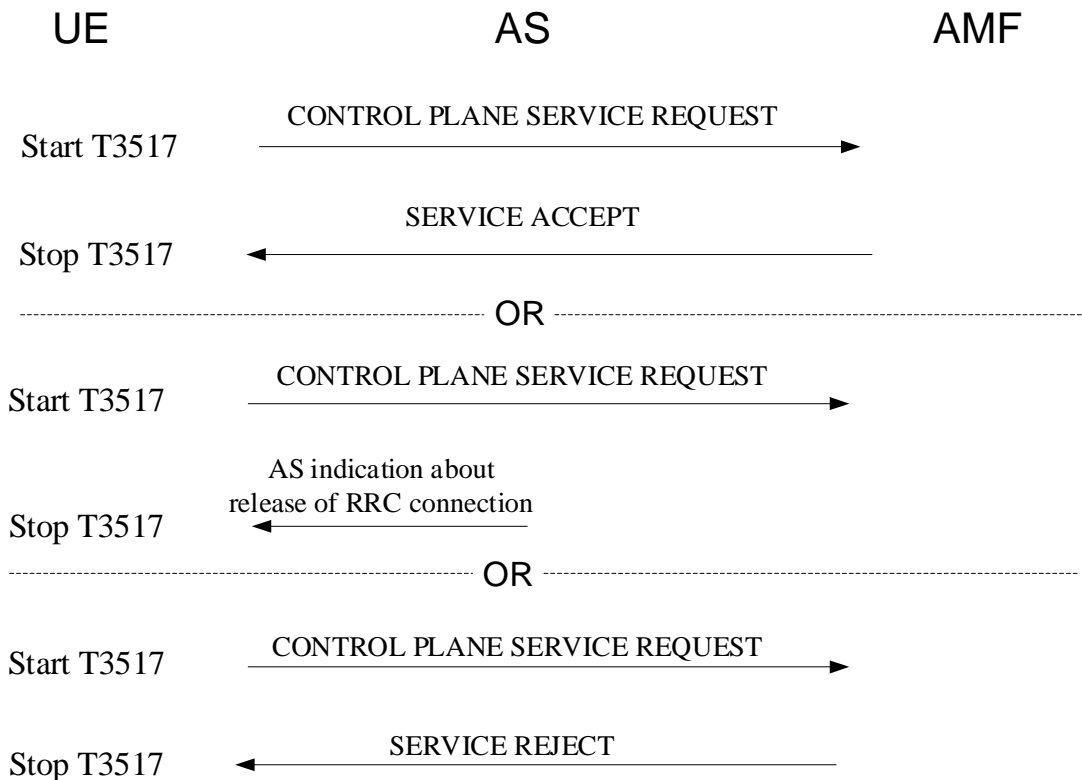 UE AS AMF
CONTROL PLANE SERVICE REQUEST
Start T3517
SERVICE ACCEPT
Stop T3517
OR
CONTROL PLANE SERVICE REQUEST
Start T3517
AS indication about
release of RRC connection
Stop T3517
OR
CONTROL PLANE SERVICE REQUEST
Start T3517
SERVICE REJECT
Stop T3517